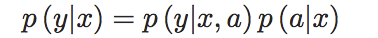 p (y|x) = p (y|x, a) p (a|x)